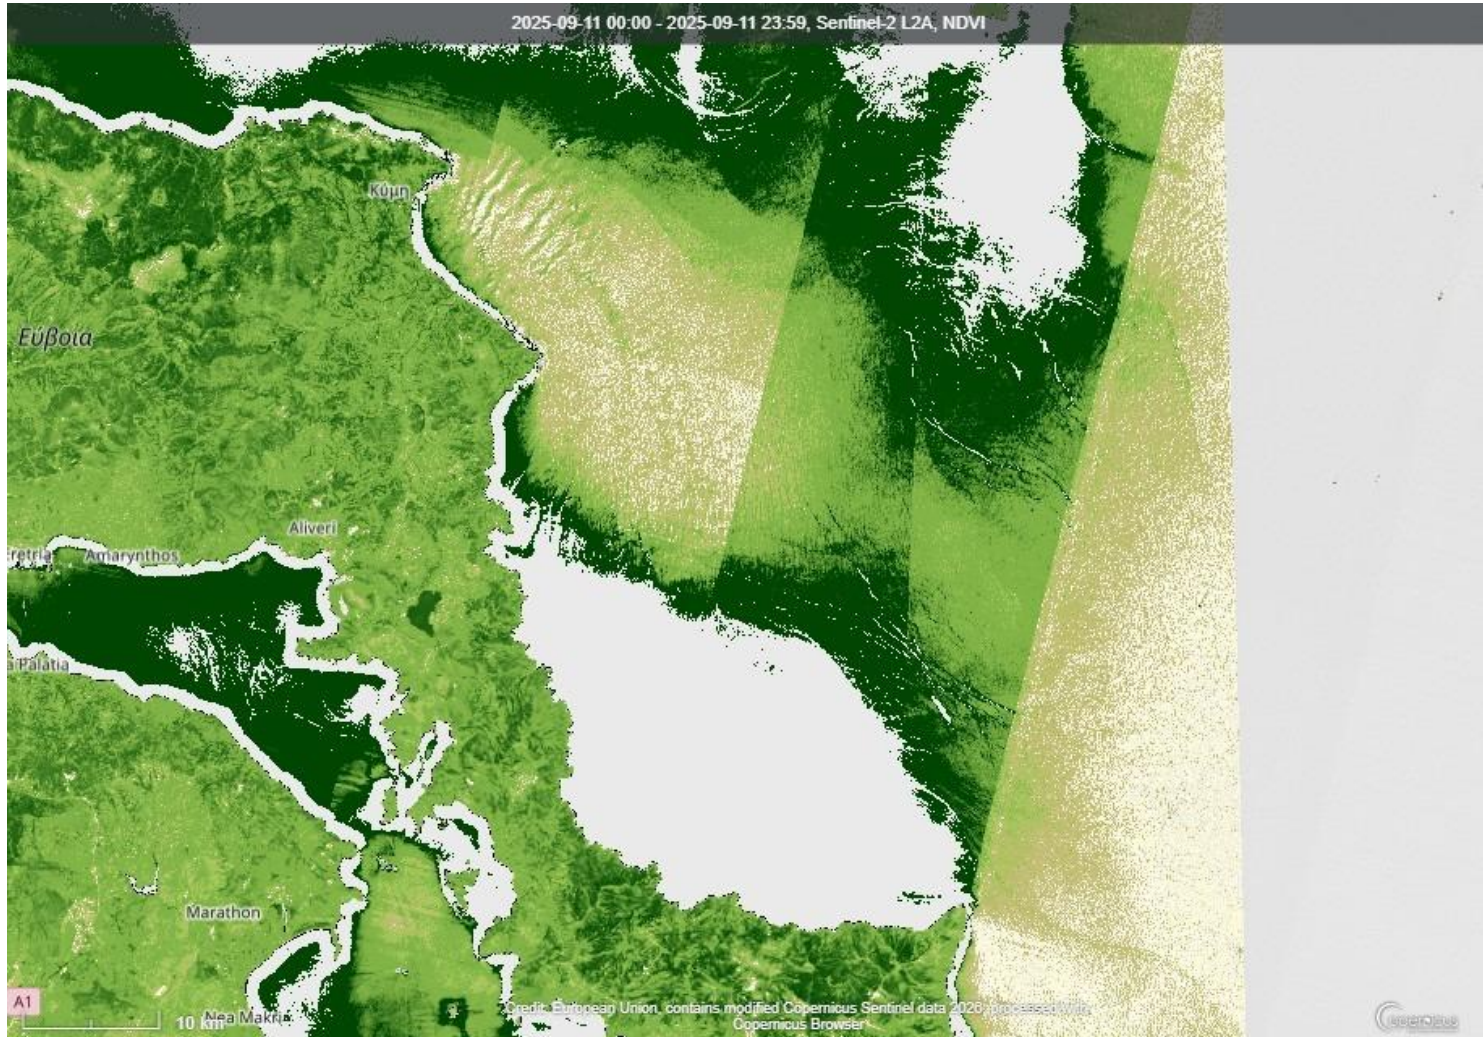 2025-09-11 00:00 - 2025-09-11 23:59, Sentinel-2 L2A, NDVI
Κύμη
Εύβοια
Aliveri
retria
Amarynthos
a Palatia
Marathon
A1
10 km
Nea Makri
Credit: European Union, contains modified Copernicus Sentinel data 2026, processed with
Copernicus Browser
opernicus